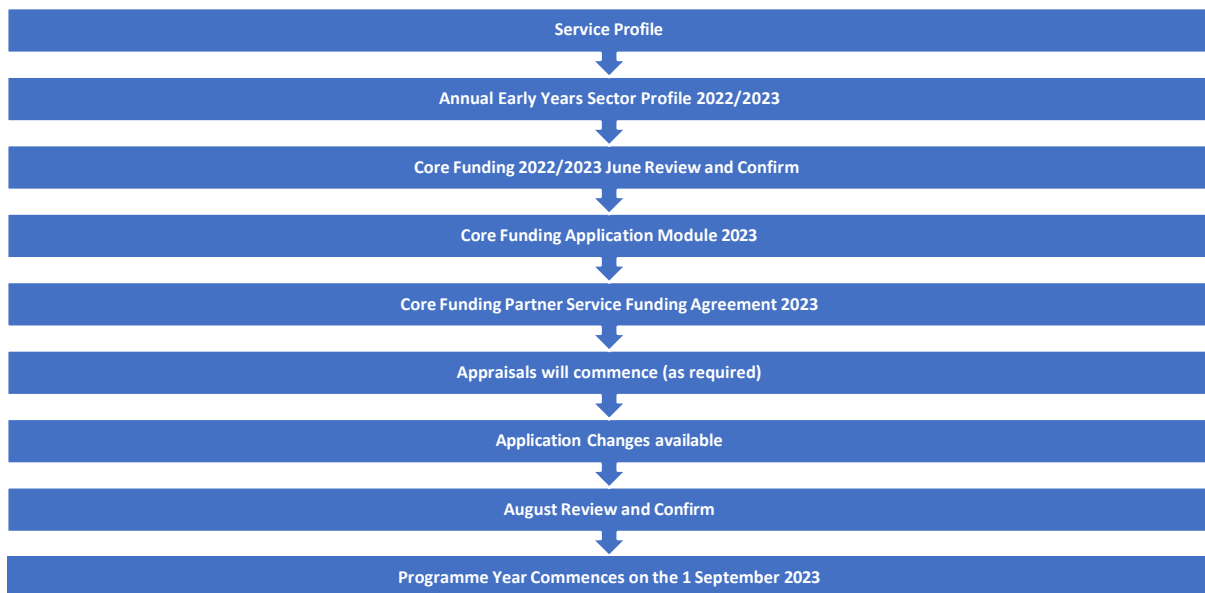 Service Profile
Annual Early Years Sector Profile 2022/2023
Core Funding 2022/2023 June Review and Confirm
Core Funding Application Module 2023
Core Funding Partner Service Funding Agreement 2023
Appraisals will commence (as required)
Application Changes available
August Review and Confirm
Programme Year Commences on the 1 September 2023